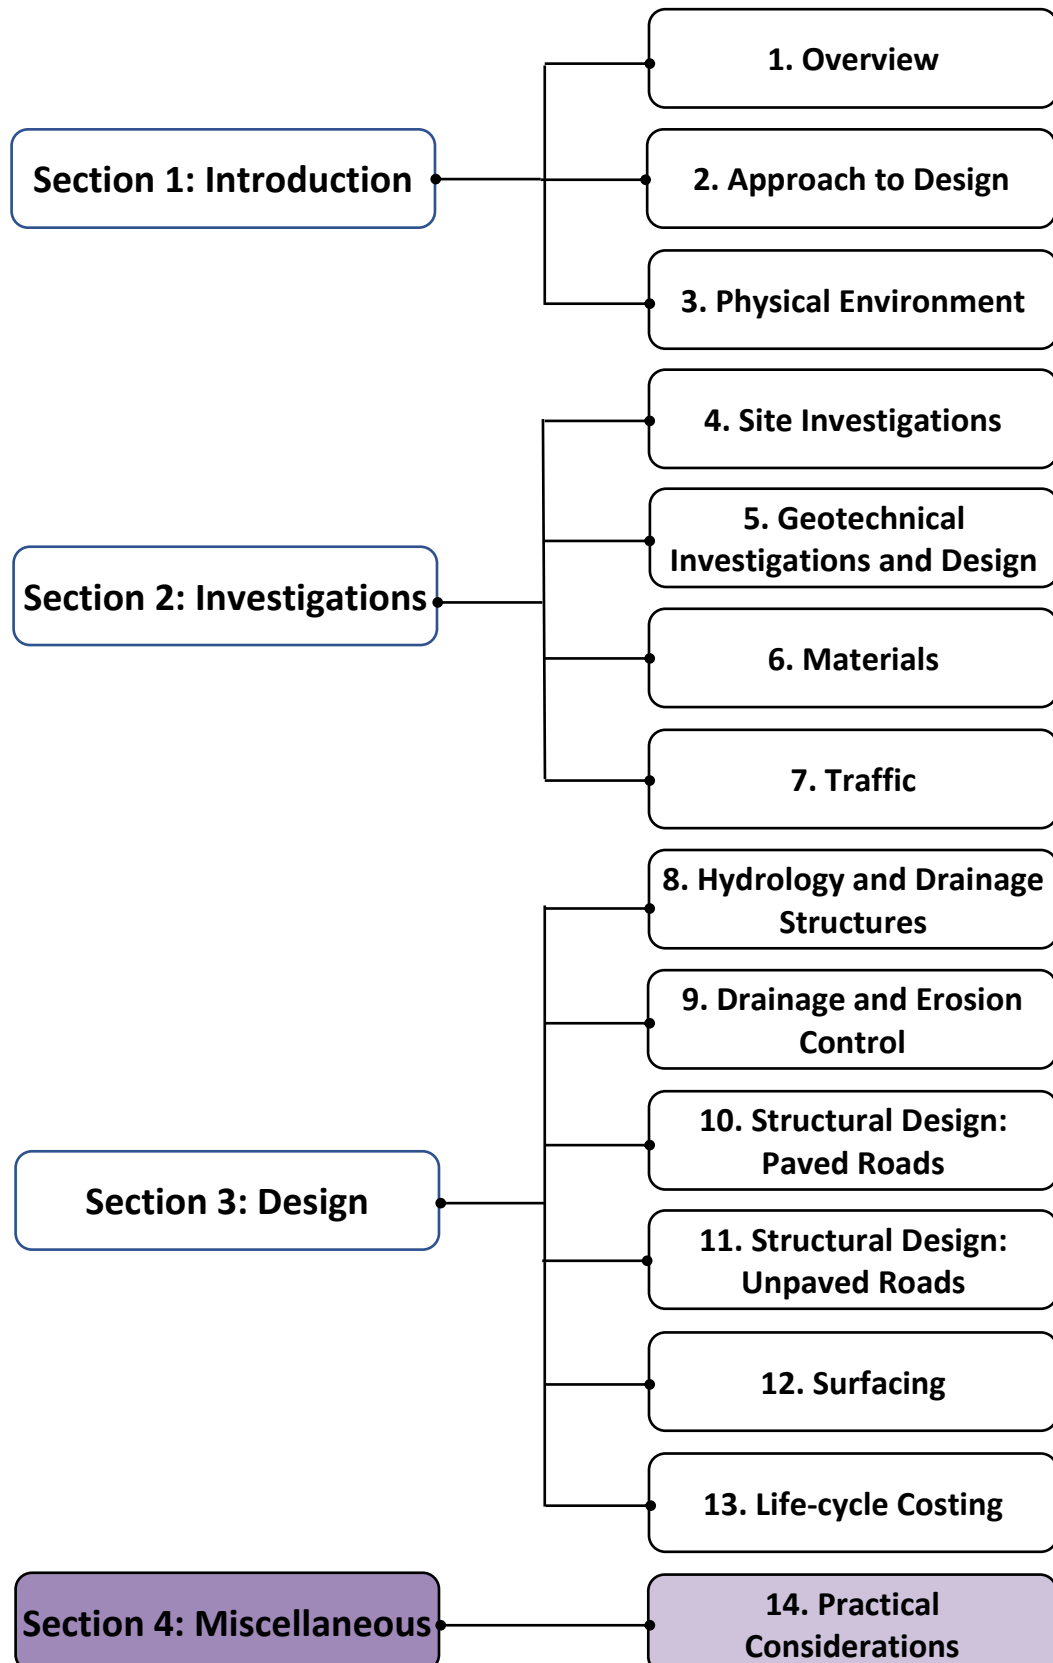 1. Overview
Section 1: Introduction
2. Approach to Design
3. Physical Environment
4. Site Investigations
5. Geotechnical
Investigations and Design
Section 2: Investigations
6. Materials
7. Traffic
8. Hydrology and Drainage
Structures
9. Drainage and Erosion
Control
10. Structural Design:
Paved Roads
Section 3: Design
11. Structural Design:
Unpaved Roads
12. Surfacing
13. Life-cycle Costing
Section 4: Miscellaneous
14. Practical
Considerations